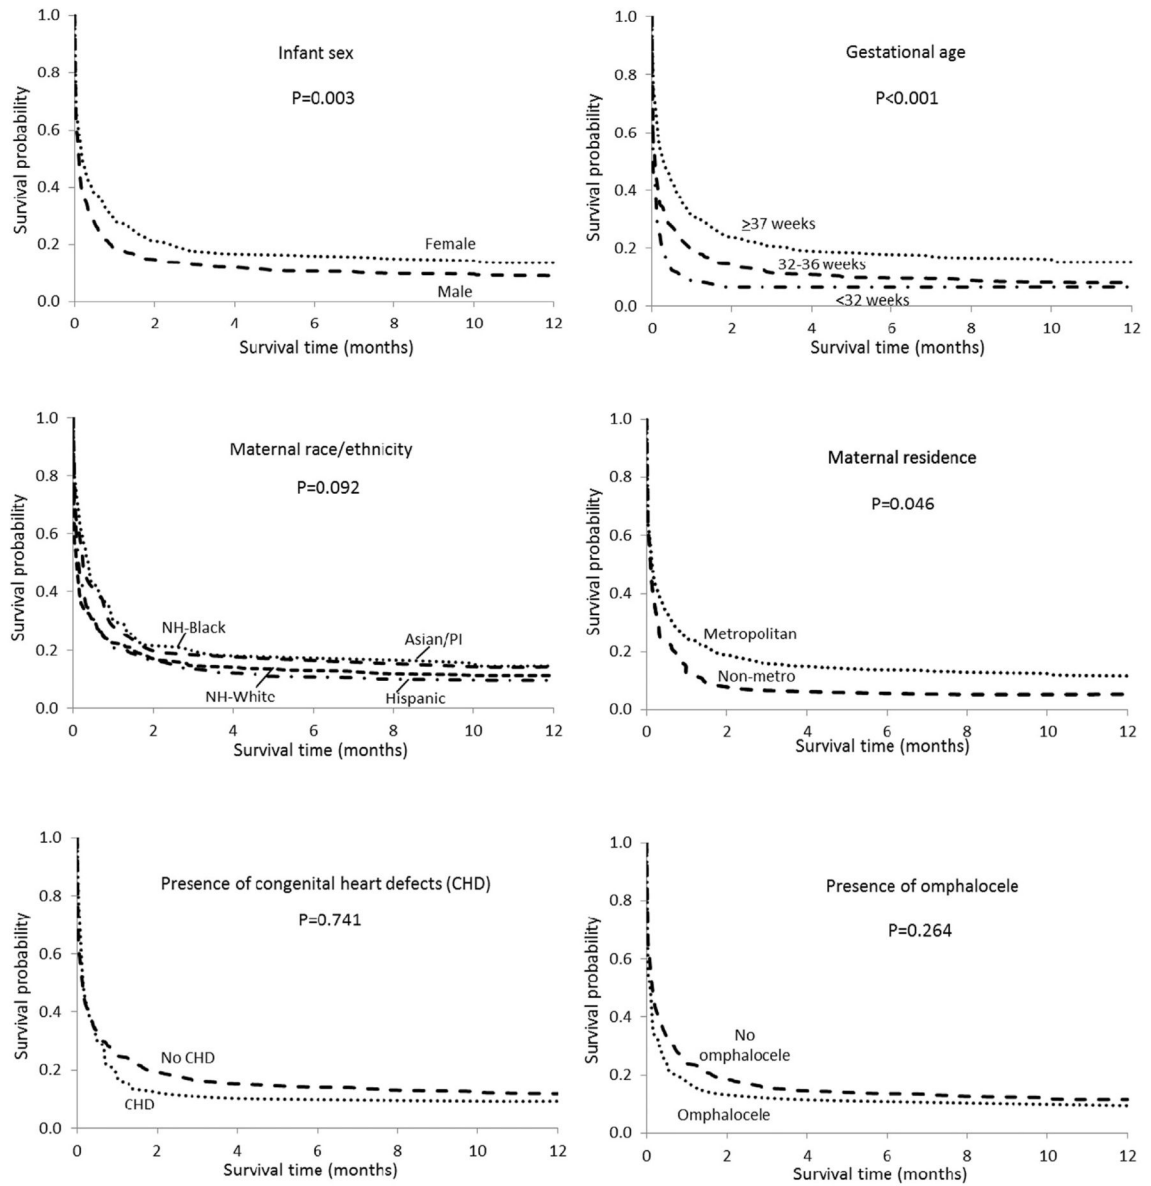 Infant sex
P=0.003
Survival probability
1.0
0.8
0.6
0.4
0.2
0.0
Female
Male
0 2 4 6 8 10 12
Survival time (months)
Gestational age
P<0.001
Survival probability
1.0
0.8
0.6
0.4
0.2
0.0
≥37 weeks
32-36 weeks
<32 weeks
0 2 4 6 8 10 12
Survival time (months)
Maternal race/ethnicity
P=0.092
Survival probability
1.0
0.8
0.6
0.4
0.2
0.0
NH-Black
Asian/PI
NH-White
Hispanic
0 2 4 6 8 10 12
Survival time (months)
Maternal residence
P=0.046
Survival probability
1.0
0.8
0.6
0.4
0.2
0.0
Metropolitan
Non-metro
0 2 4 6 8 10 12
Survival time (months)
Presence of congenital heart defects (CHD)
P=0.741
Survival probability
1.0
0.8
0.6
0.4
0.2
0.0
No CHD
CHD
0 2 4 6 8 10 12
Survival time (months)
Presence of omphalocele
P=0.264
Survival probability
1.0
0.8
0.6
0.4
0.2
0.0
No
omphalocele
Omphalocele
0 2 4 6 8 10 12
Survival time (months)